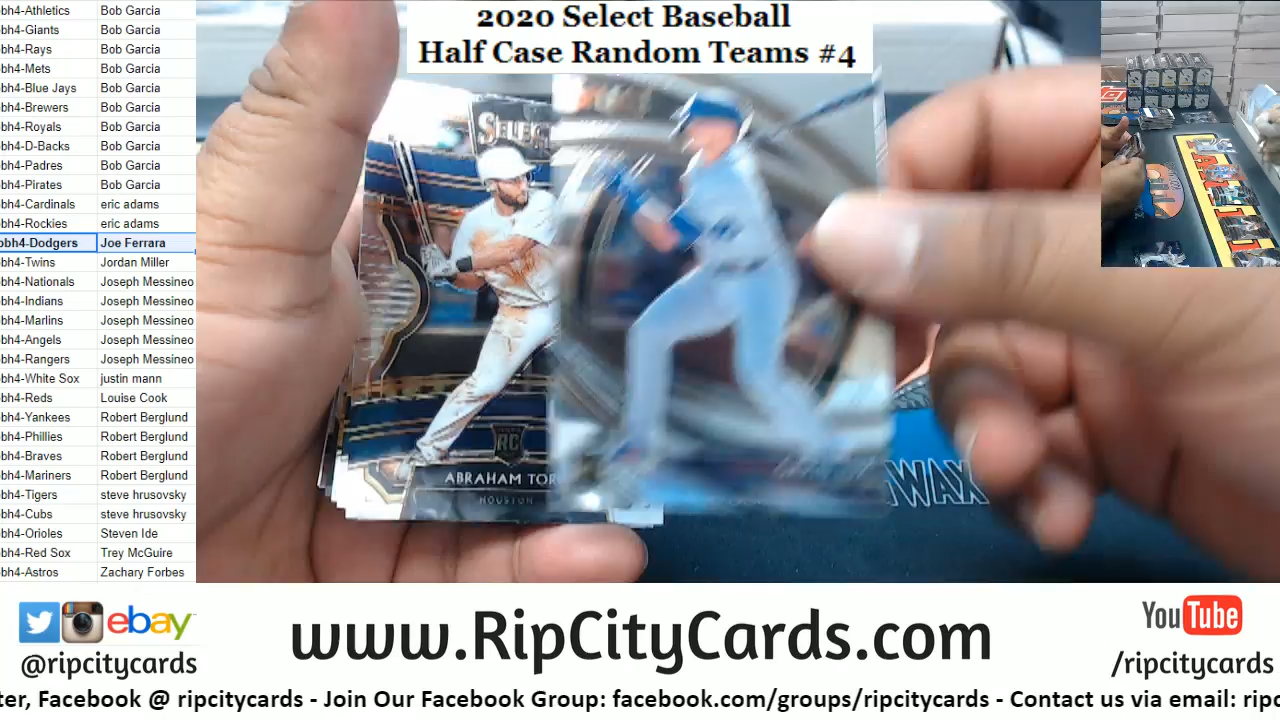 2020 Select Baseball
Half Case Random Teams #4
bh4-Athletics Bob Garcia
bh4-Giants Bob Garcia
bh4-Rays Bob Garcia
bh4-Mets Bob Garcia
bh4-Blue Jays Bob Garcia
bh4-Brewers Bob Garcia
bh4-Royals Bob Garcia
bh4-D-Backs Bob Garcia
bh4-Padres Bob Garcia
bh4-Pirates Bob Garcia
bh4-Cardinals eric adams
bh4-Rockies eric adams
bh4-Dodgers Joe Ferrara
bh4-Twins Jordan Miller
bh4-Nationals Joseph Messineo
bh4-Indians Joseph Messineo
bh4-Marlins Joseph Messineo
bh4-Angels Joseph Messineo
bh4-Rangers Joseph Messineo
bh4-White Sox justin mann
bh4-Reds Louise Cook
bh4-Yankees Robert Berglund
bh4-Phillies Robert Berglund
bh4-Braves Robert Berglund
bh4-Mariners Robert Berglund
bh4-Tigers steve hrusovsky
bh4-Cubs steve hrusovsky
bh4-Orioles Steven Ide
bh4-Red Sox Trey McGuire
bh4-Astros Zachary Forbes
SELECT
RC
ABRAHAM TOR
HOUSTON
WAX
ebay
@ripcitycards
www.RipCityCards.com
YouTube
/ripcitycards
ter, Facebook @ ripcitycards - Join Our Facebook Group: facebook.com/groups/ripcitycards - Contact us via email: ripc